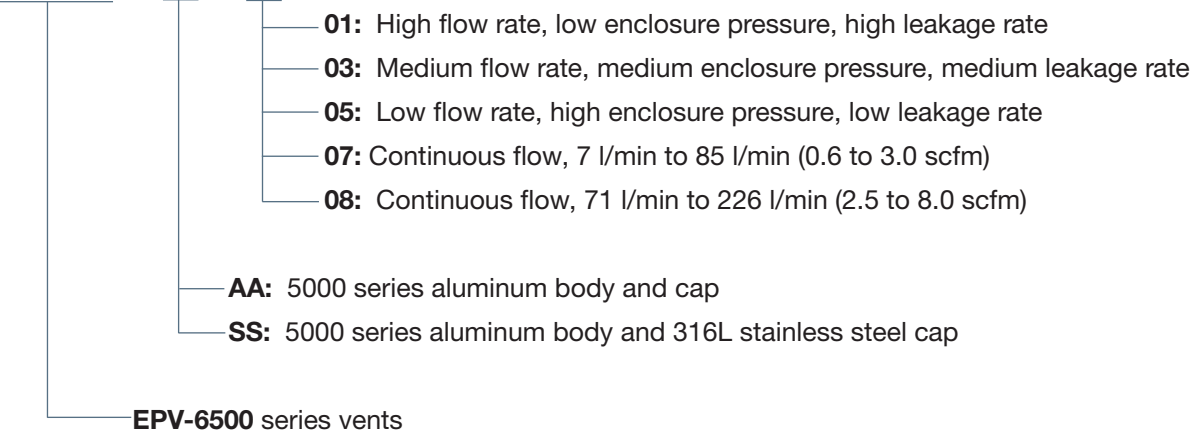 01: High flow rate, low enclosure pressure, high leakage rate
03: Medium flow rate, medium enclosure pressure, medium leakage rate
05: Low flow rate, high enclosure pressure, low leakage rate
07: Continuous flow, 7 l/min to 85 l/min (0.6 to 3.0 scfm)
08: Continuous flow, 71 l/min to 226 l/min (2.5 to 8.0 scfm)
AA: 5000 series aluminum body and cap
SS: 5000 series aluminum body and 316L stainless steel cap
EPV-6500 series vents